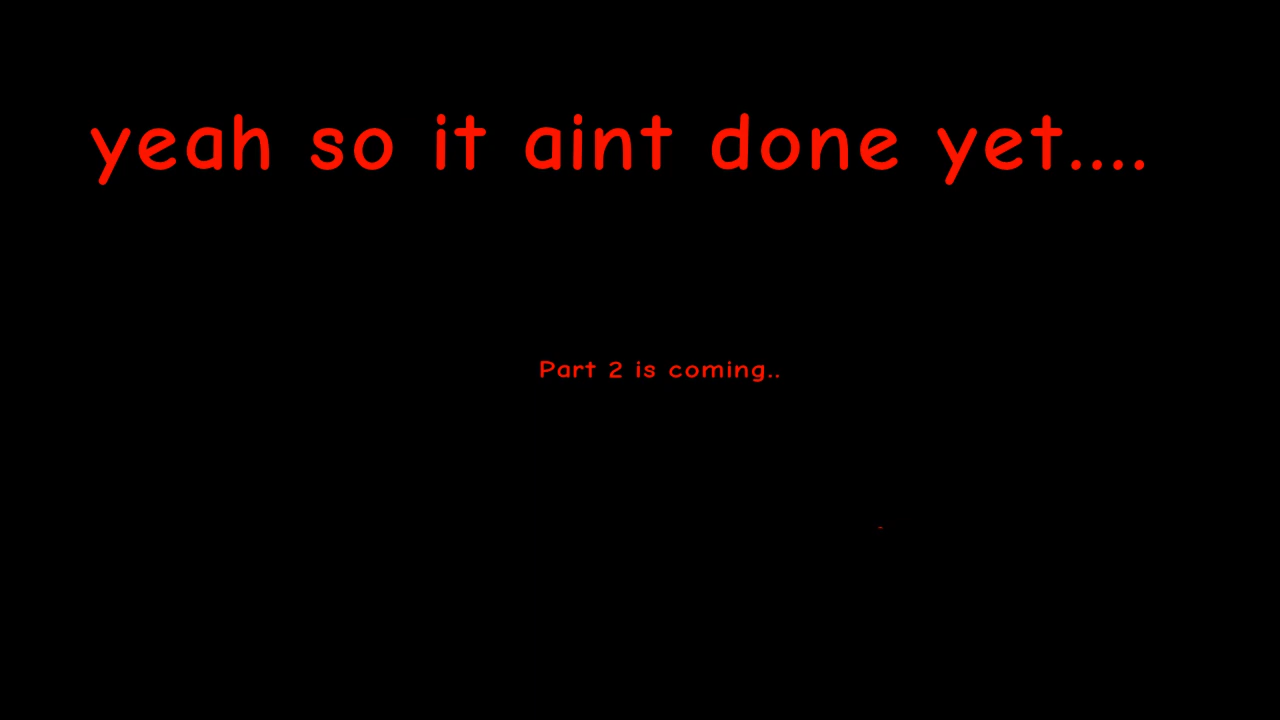 yeah so it aint done yet....
Part 2 is coming..